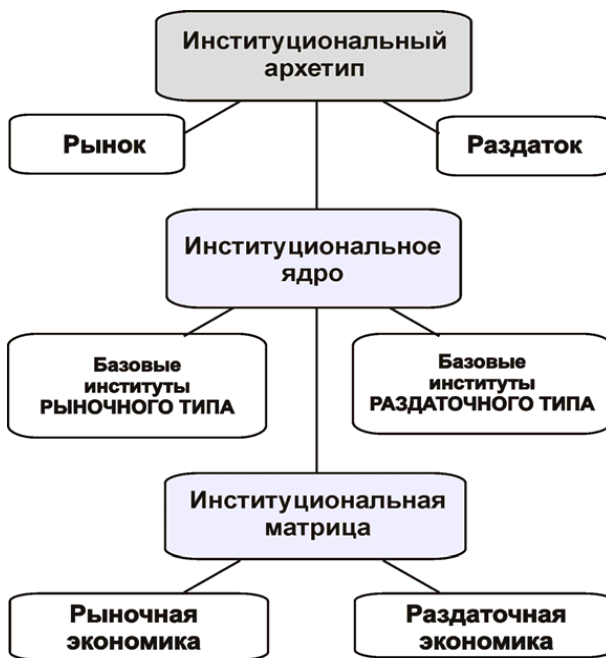 Институциональный
архетип
Рынок
Раздаток
Институциональное
ядро
Базовые
институты
РЫНОЧНОГО ТИПА
Базовые
институты
РАЗДАТОЧНОГО ТИПА
Институциональная
матрица
Рыночная
экономика
Раздаточная
экономика